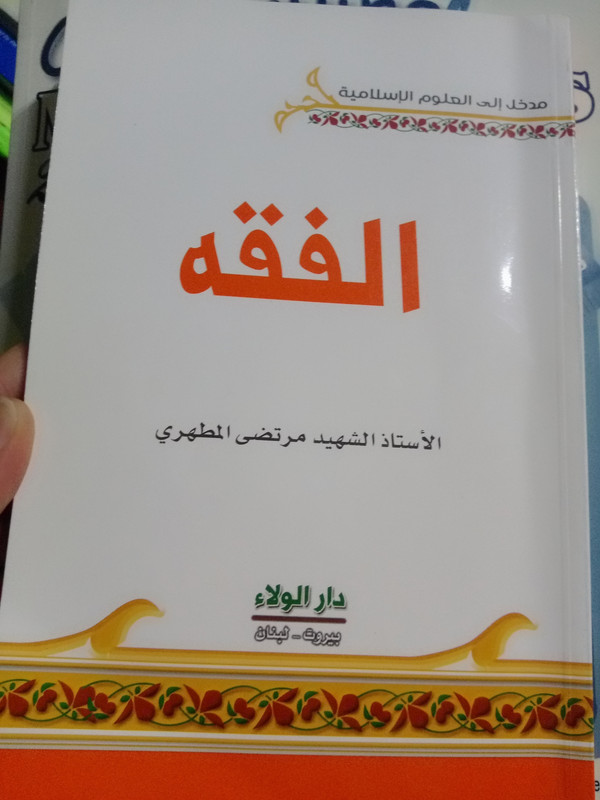 مدخل إلى العلوم الإسلامية
الفقه
الأستاذ الشهيد مرتضى المطهري
دار الولاء
بيروت - لبنان